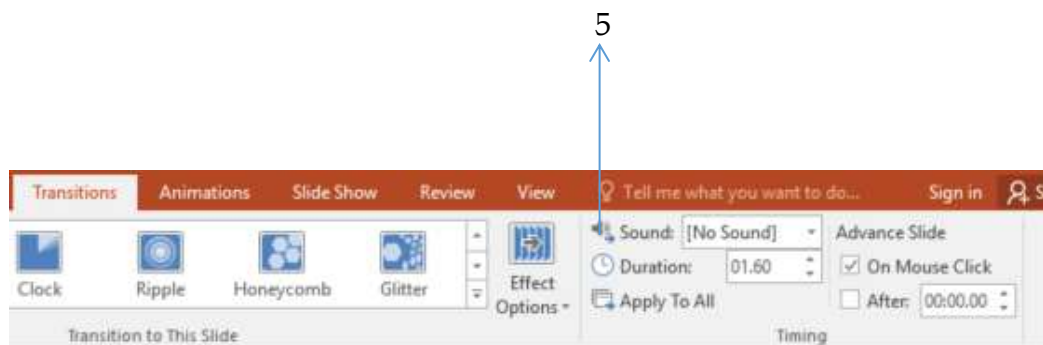 5
Transitions Animations Slide Show Review View Tell me what you want to do... Sign in S
Sound: [No Sound] Advance Slide
Duration: 01.60 On Mouse Click
Clock Ripple Honeycomb Glitter Effect Options
Apply To All After: 00:00.00
Transition to This Slide Timing